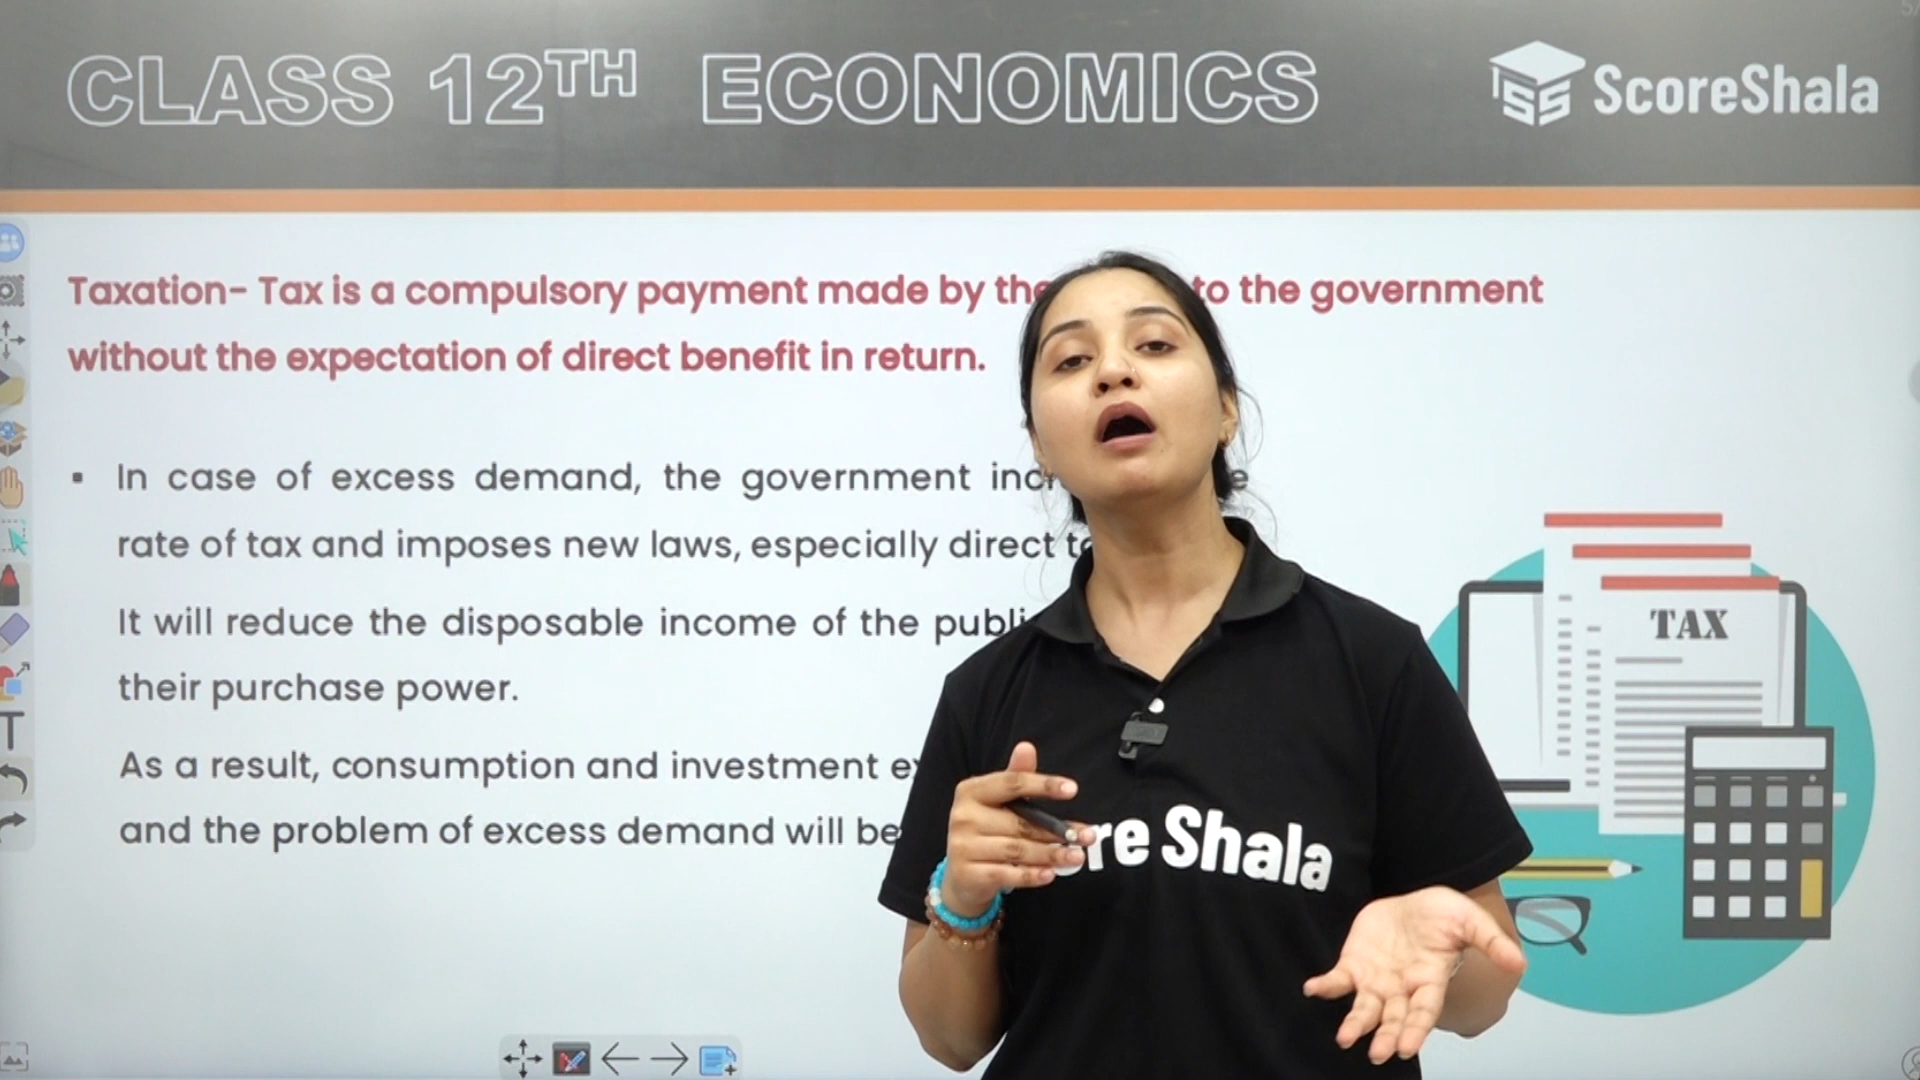 CLASS 12TH ECONOMICS
ScoreShala
Taxation- Tax is a compulsory payment made by the to the government
without the expectation of direct benefit in return.
▪ In case of excess demand, the government
rate of tax and imposes new laws, especially direct
It will reduce the disposable income of the
their purchase power.
As a result, consumption and investment
and the problem of excess demand will be
TAX
Shala